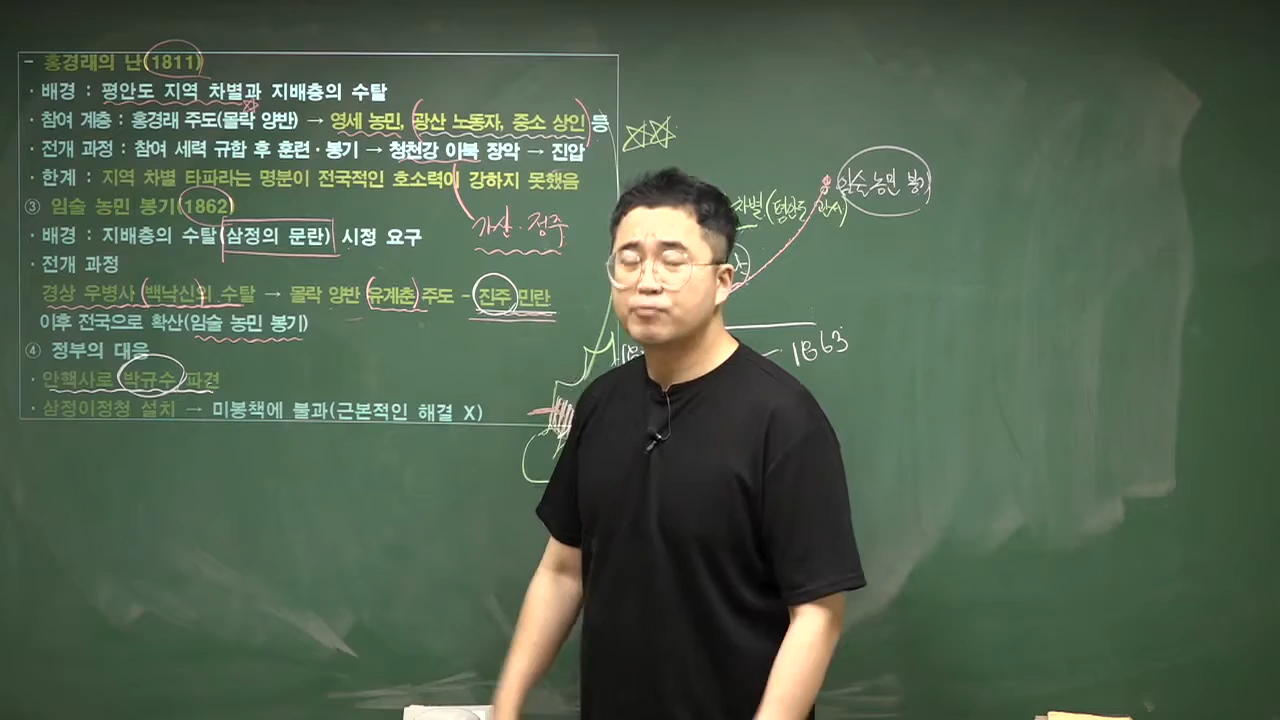 - 홍경래의 난(1811)
· 배경 : 평안도 지역 차별과 지배층의 수탈
· 참여 계층 : 홍경래 주도(몰락 양반) → 영세 농민, 광산 노동자, 중소 상인 등
· 전개 과정 : 참여 세력 규합 후 훈련·봉기 → 청천강 이북 장악 → 진압
· 한계 : 지역 차별 타파라는 명분이 전국적인 호소력이 강하지 못했음
③ 임술 농민 봉기(1862)
· 배경 : 지배층의 수탈(삼정의 문란) 시정 요구
· 전개 과정
경상 우병사 백낙신의 수탈 → 몰락 양반 유계춘 주도 - 진주 민란
이후 전국으로 확산(임술 농민 봉기)
④ 정부의 대응
· 안핵사로 박규수 파견
· 삼정이정청 설치 → 미봉책에 불과(근본적인 해결 X)
가산·정주
차별(평안도
임술 농민 봉기
1863